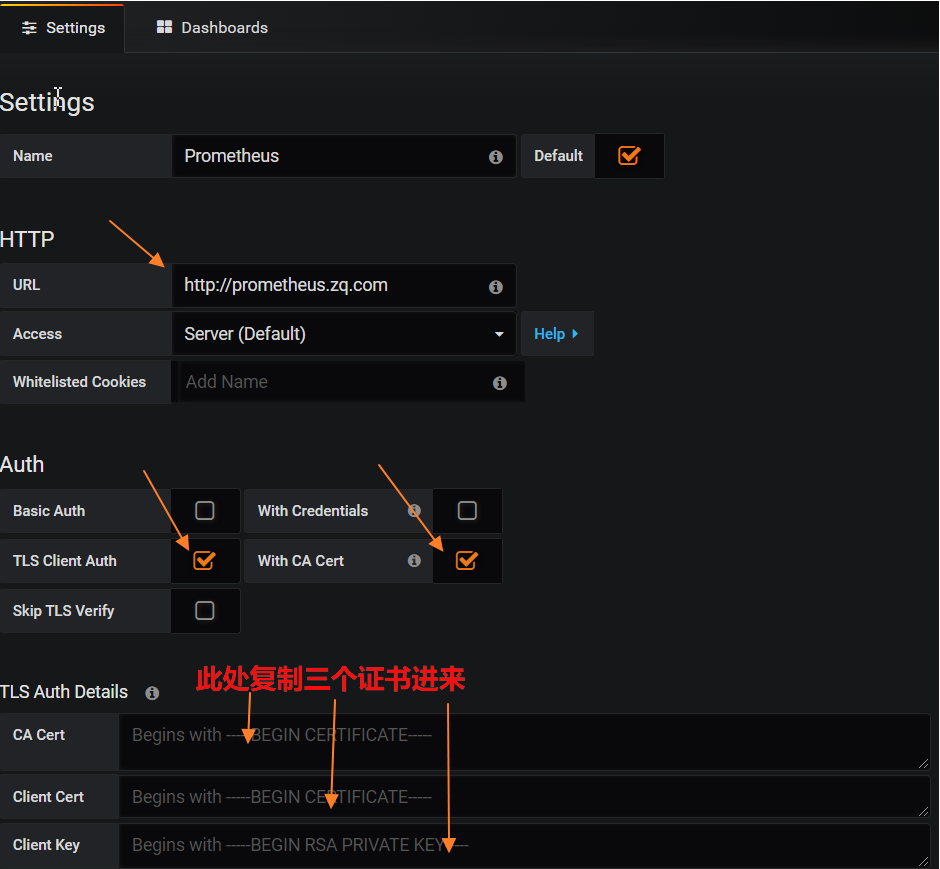 Settings Dashboards
Settings
Name Prometheus Default
HTTP
URL http://prometheus.zq.com
Access Server (Default) Help
Whitelisted Cookies Add Name
Auth
Basic Auth With Credentials
TLS Client Auth With CA Cert
Skip TLS Verify
此处复制三个证书进来
TLS Auth Details
CA Cert Begins with -----BEGIN CERTIFICATE-----
Client Cert Begins with -----BEGIN CERTIFICATE-----
Client Key Begins with -----BEGIN RSA PRIVATE KEY-----